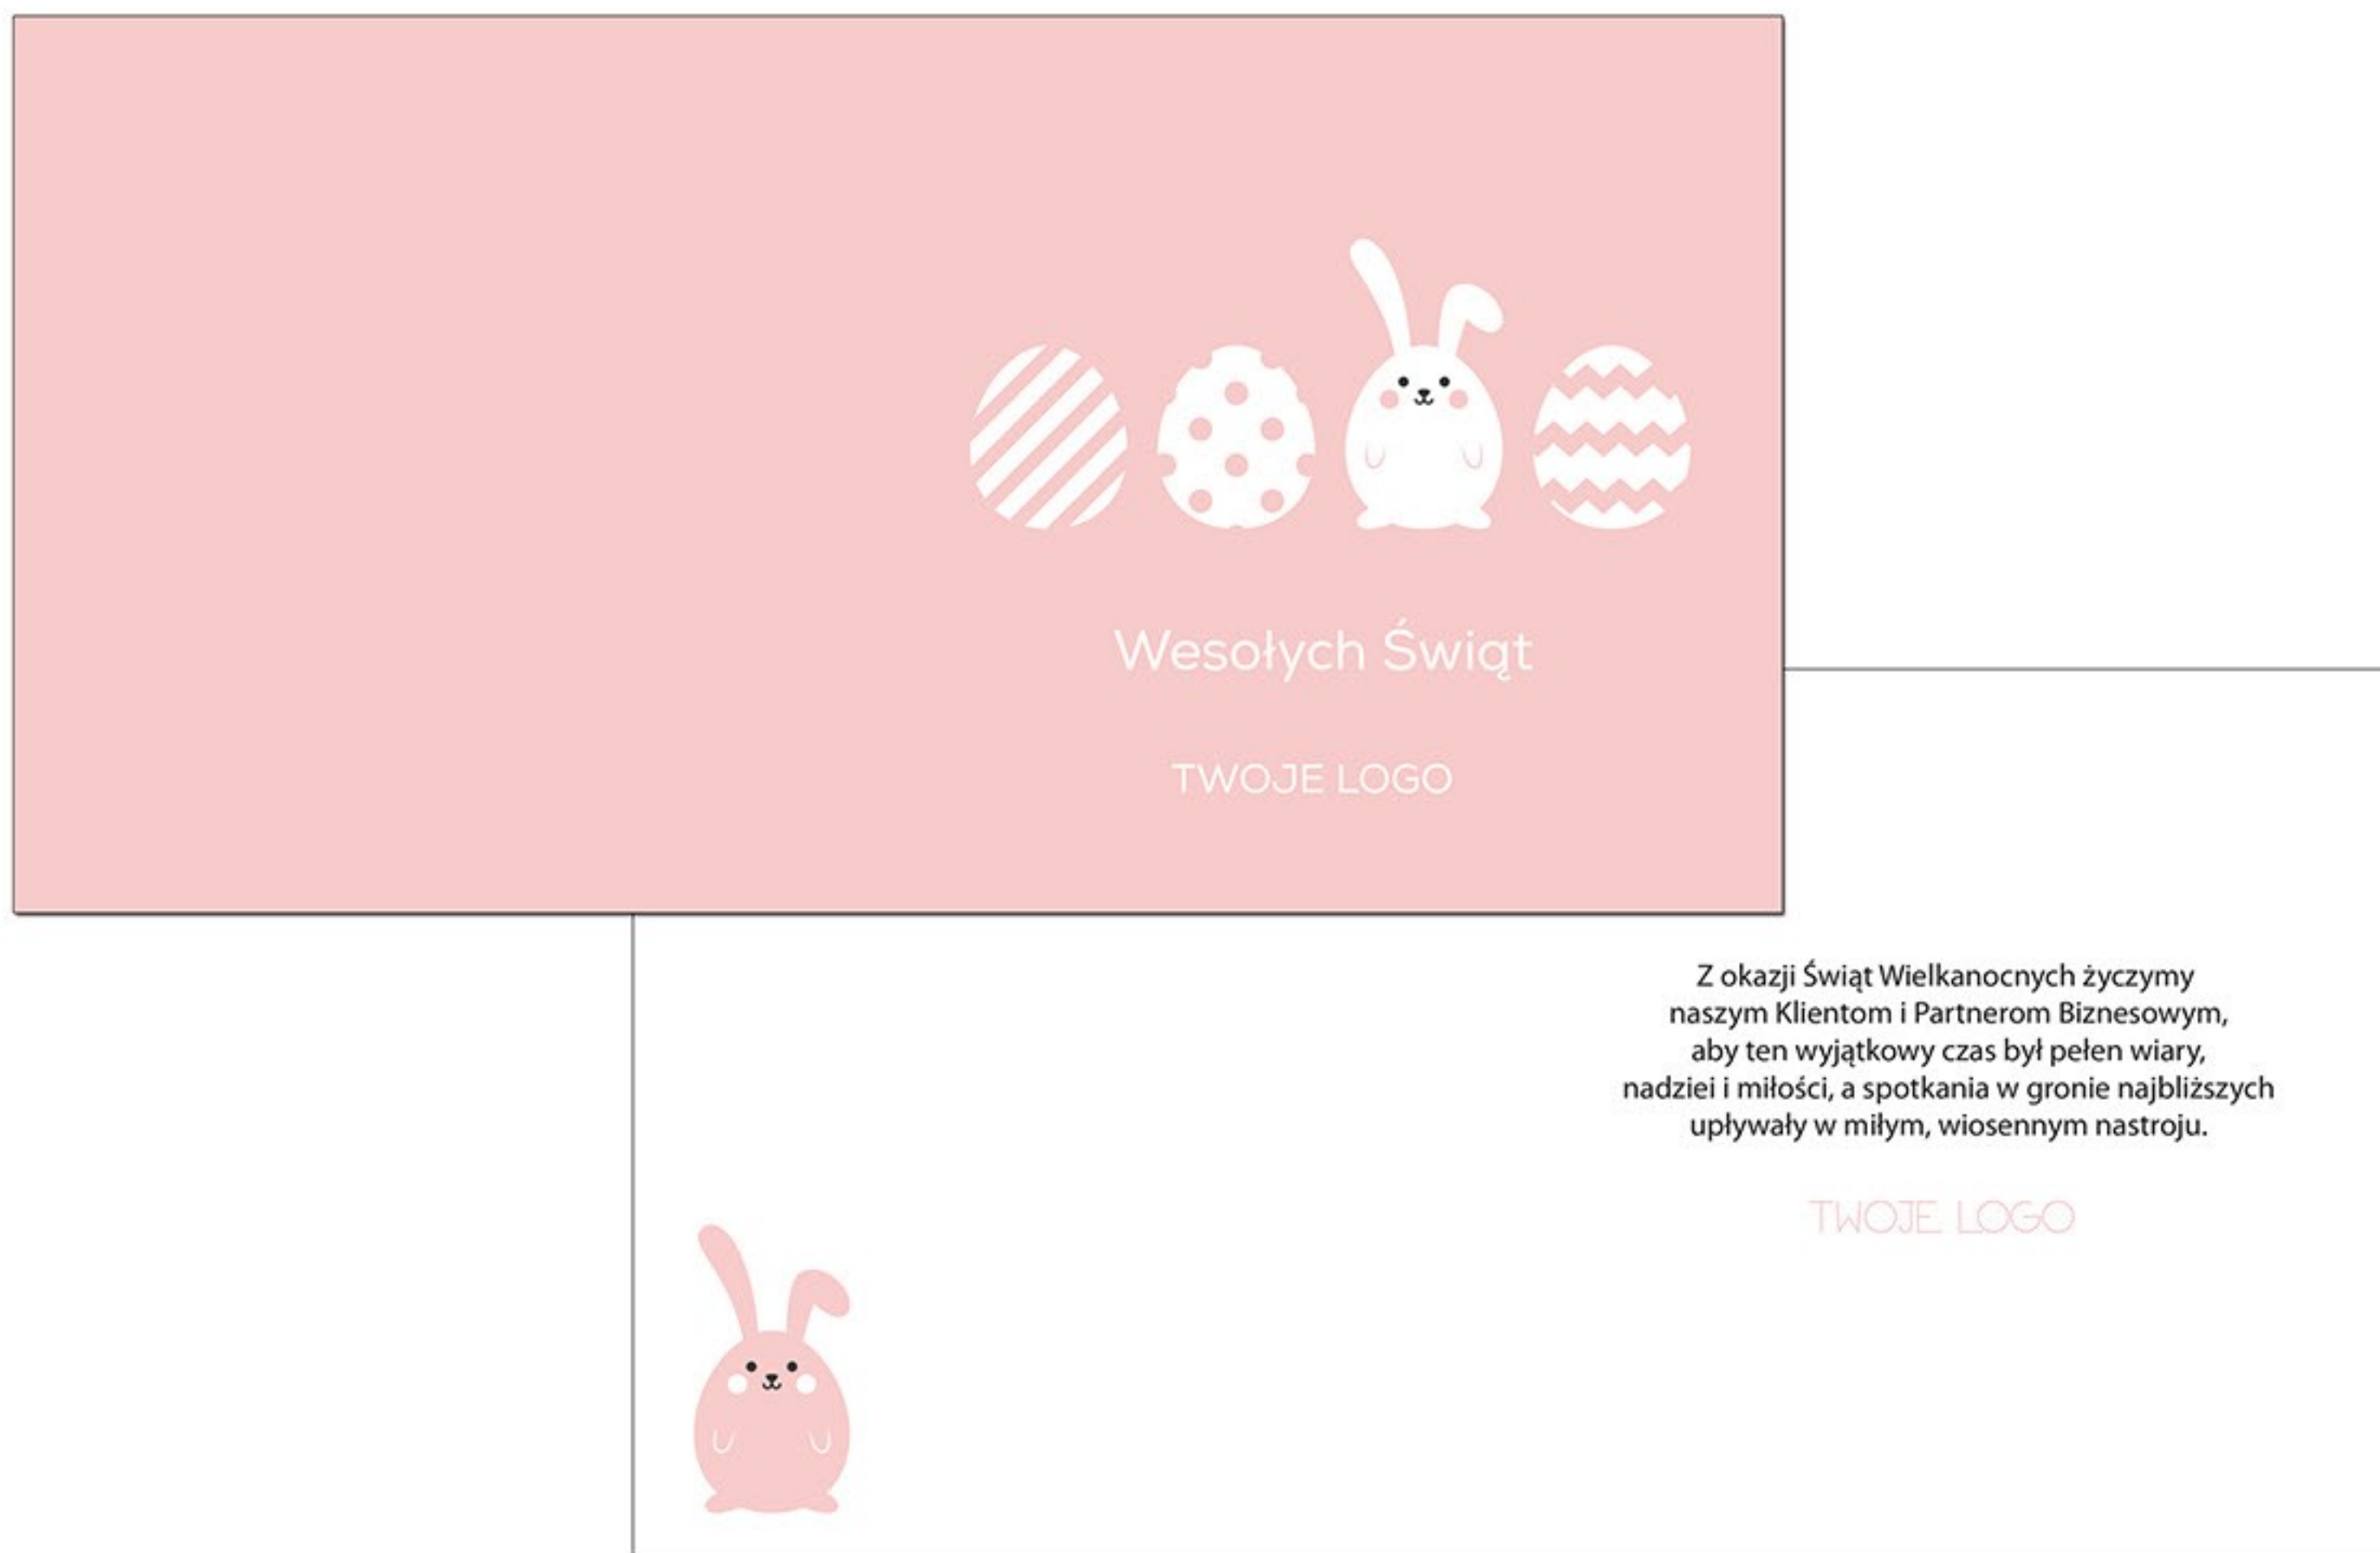 Wesołych Świąt
TWOJE LOGO
Z okazji Świąt Wielkanocnych życzymy
naszym Klientom i Partnerom Biznesowym,
aby ten wyjątkowy czas był pełen wiary,
nadziei i miłości, a spotkania w gronie najbliższych
upływały w miłym, wiosennym nastroju.
TWOJE LOGO